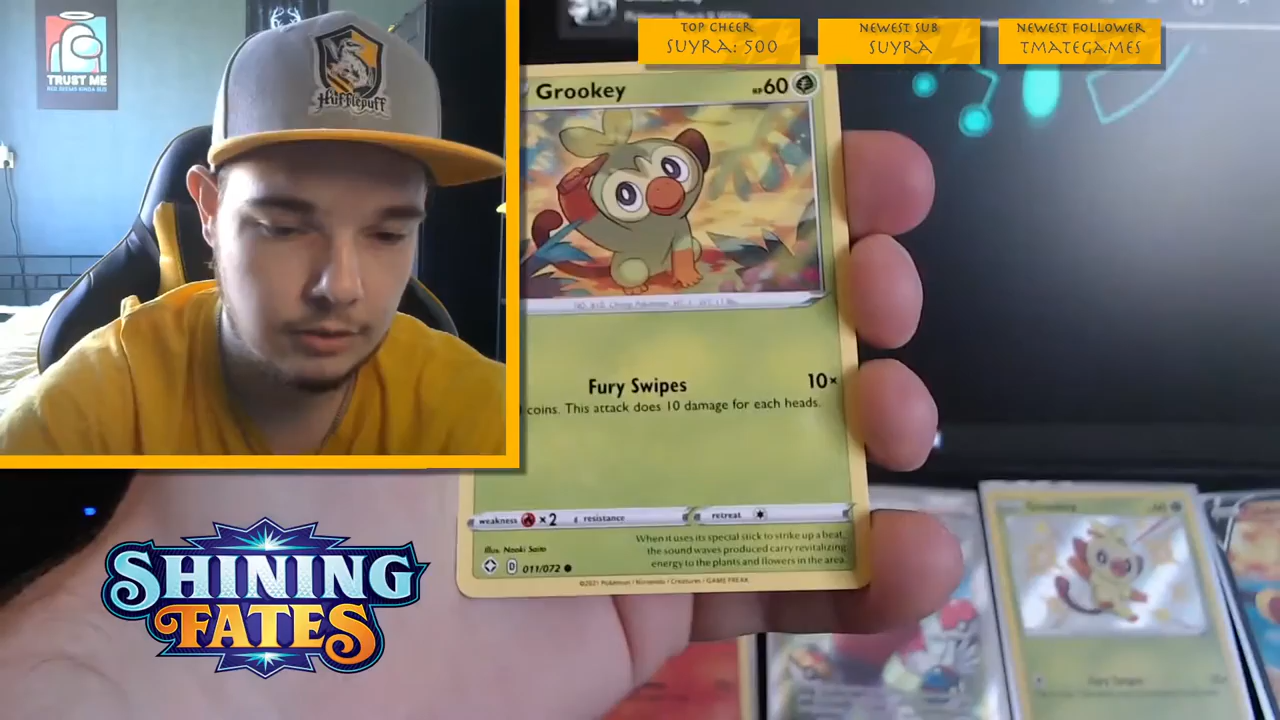 TOP CHEER
SUYRA: 500
NEWEST SUB
SUYRA
NEWEST FOLLOWER
TMATEGAMES
TRUST ME
Hufflepuff
Grookey
HP60
Fury Swipes 10×
coins. This attack does 10 damage for each heads.
weakness ×2 resistance retreat
When it uses its special stick to strike up a beat,
the sound waves produced carry revitalizing
energy to the plants and flowers in the area.
Illus. Naoki Saito
D 011/072
©2021 Pokémon / Nintendo / Creatures / GAME FREAK
SHINING
FATES
Grookey
Fury Swipes